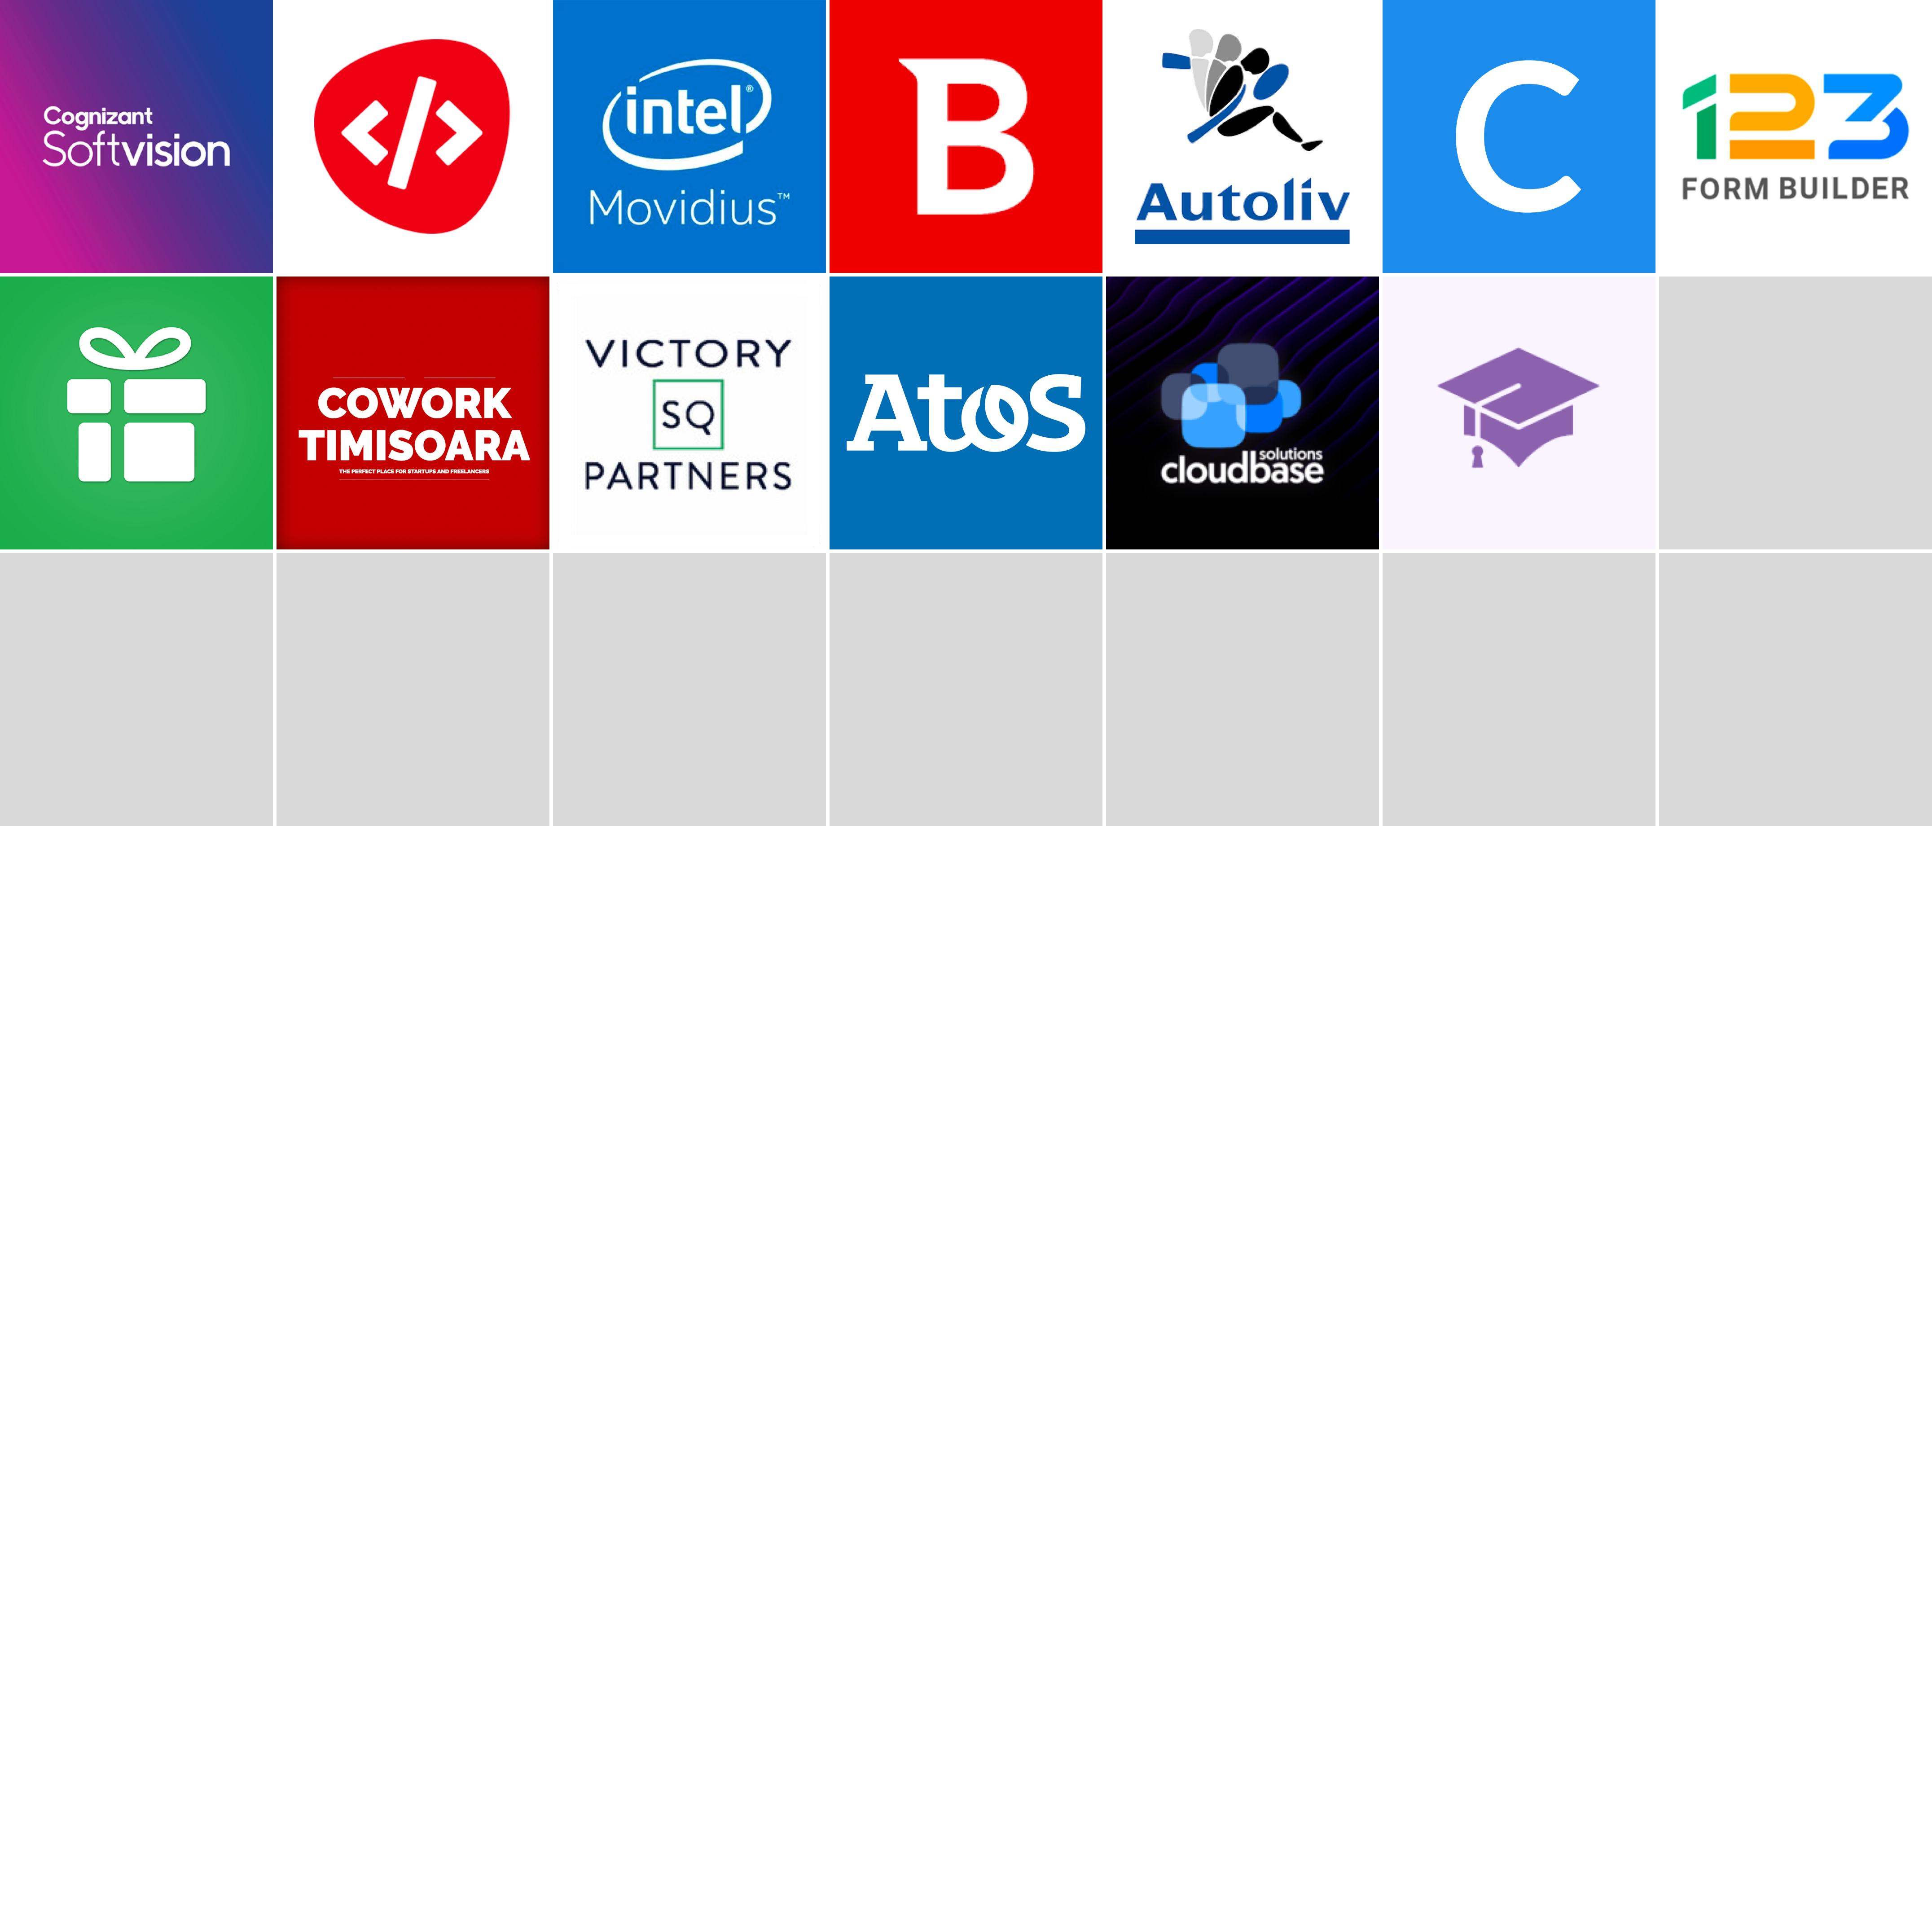 Cognizant
Softvision
</>
intel®
Movidius™
B
Autoliv
C
123
FORM BUILDER
COWORK
TIMISOARA
THE PERFECT PLACE FOR STARTUPS AND FREELANCERS
VICTORY
SQ
PARTNERS
Atos
solutions
cloudbase